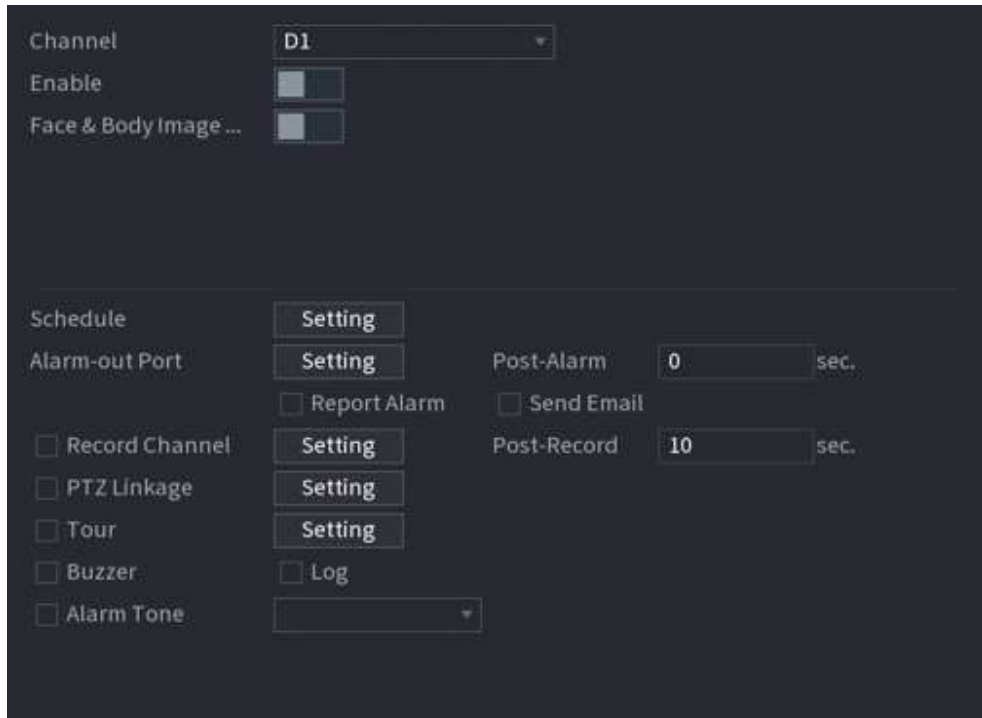 Channel D1
Enable
Face & Body Image ...
Schedule Setting
Alarm-out Port Setting Post-Alarm 0 sec.
Report Alarm Send Email
Record Channel Setting Post-Record 10 sec.
PTZ Linkage Setting
Tour Setting
Buzzer Log
Alarm Tone